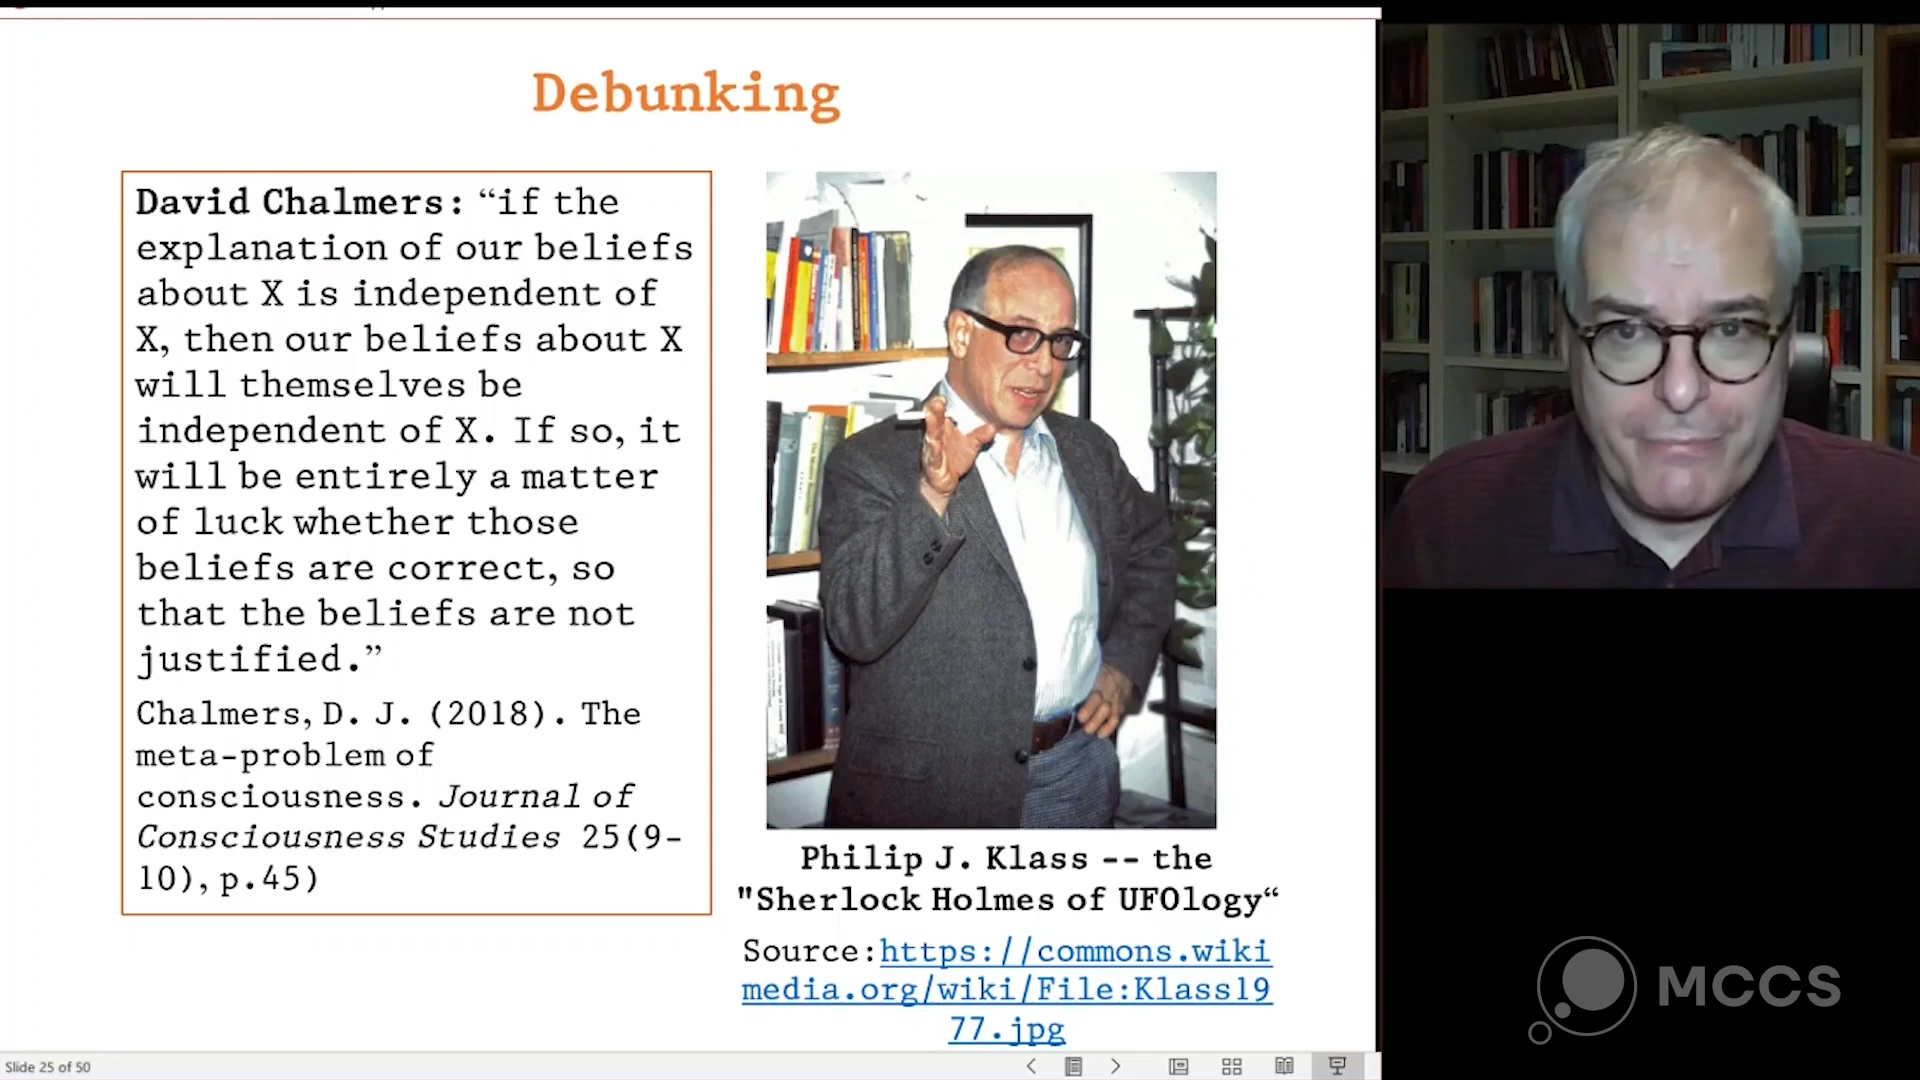 Debunking
David Chalmers: “if the
explanation of our beliefs
about X is independent of
X, then our beliefs about X
will themselves be
independent of X. If so, it
will be entirely a matter
of luck whether those
beliefs are correct, so
that the beliefs are not
justified.”
Chalmers, D. J. (2018). The
meta-problem of
consciousness. Journal of
Consciousness Studies 25(9-
10), p.45)
Philip J. Klass -- the
"Sherlock Holmes of UFOlogy“
Source:https://commons.wiki
media.org/wiki/File:Klass19
77.jpg
Slide 25 of 50
MCCS